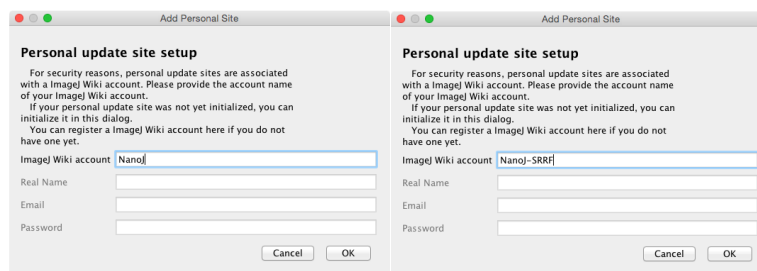 Add Personal Site
Personal update site setup
For security reasons, personal update sites are associated
with a ImageJ Wiki account. Please provide the account name
of your ImageJ Wiki account.
If your personal update site was not yet initialized, you can
initialize it in this dialog.
You can register a ImageJ Wiki account here if you do not
have one yet.
ImageJ Wiki account NanoJ
Real Name
Email
Password
Cancel OK
Add Personal Site
Personal update site setup
For security reasons, personal update sites are associated
with a ImageJ Wiki account. Please provide the account name
of your ImageJ Wiki account.
If your personal update site was not yet initialized, you can
initialize it in this dialog.
You can register a ImageJ Wiki account here if you do not
have one yet.
ImageJ Wiki account NanoJ-SRRF
Real Name
Email
Password
Cancel OK